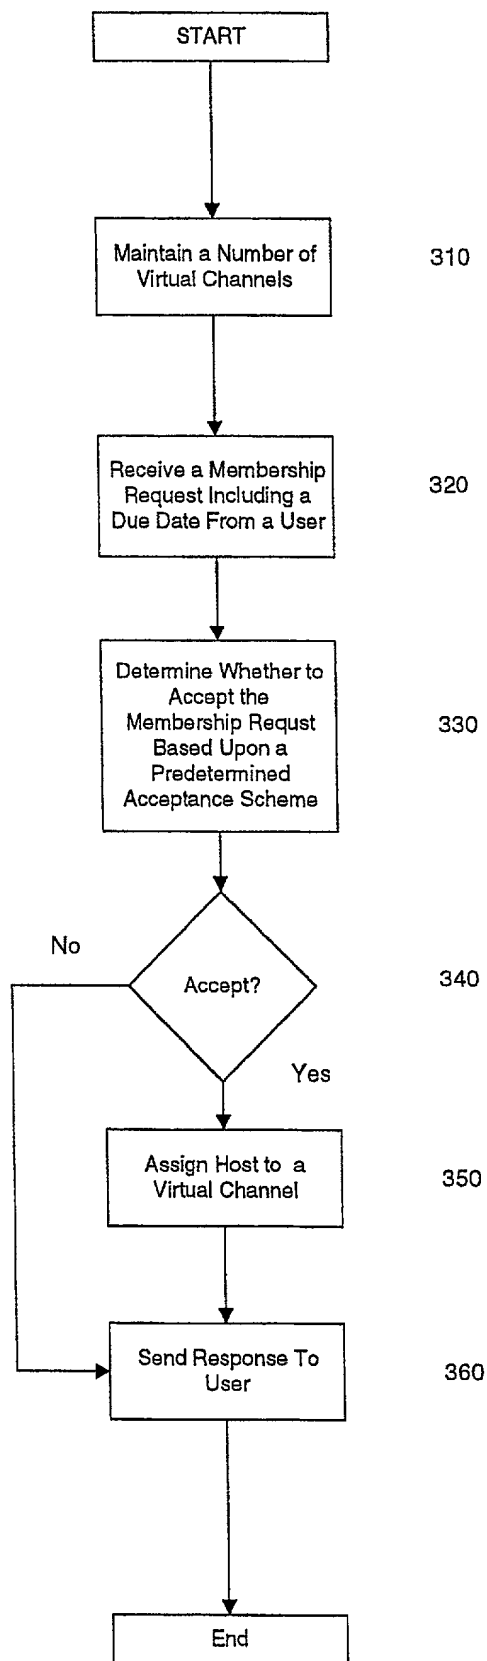 START
Maintain a Number of
Virtual Channels
310
Receive a Membership
Request Including a
Due Date From a User
320
Determine Whether to
Accept the
Membership Requst
Based Upon a
Predetermined
Acceptance Scheme
330
No
Accept?
340
Yes
Assign Host to a
Virtual Channel
350
Send Response To
User
360
End